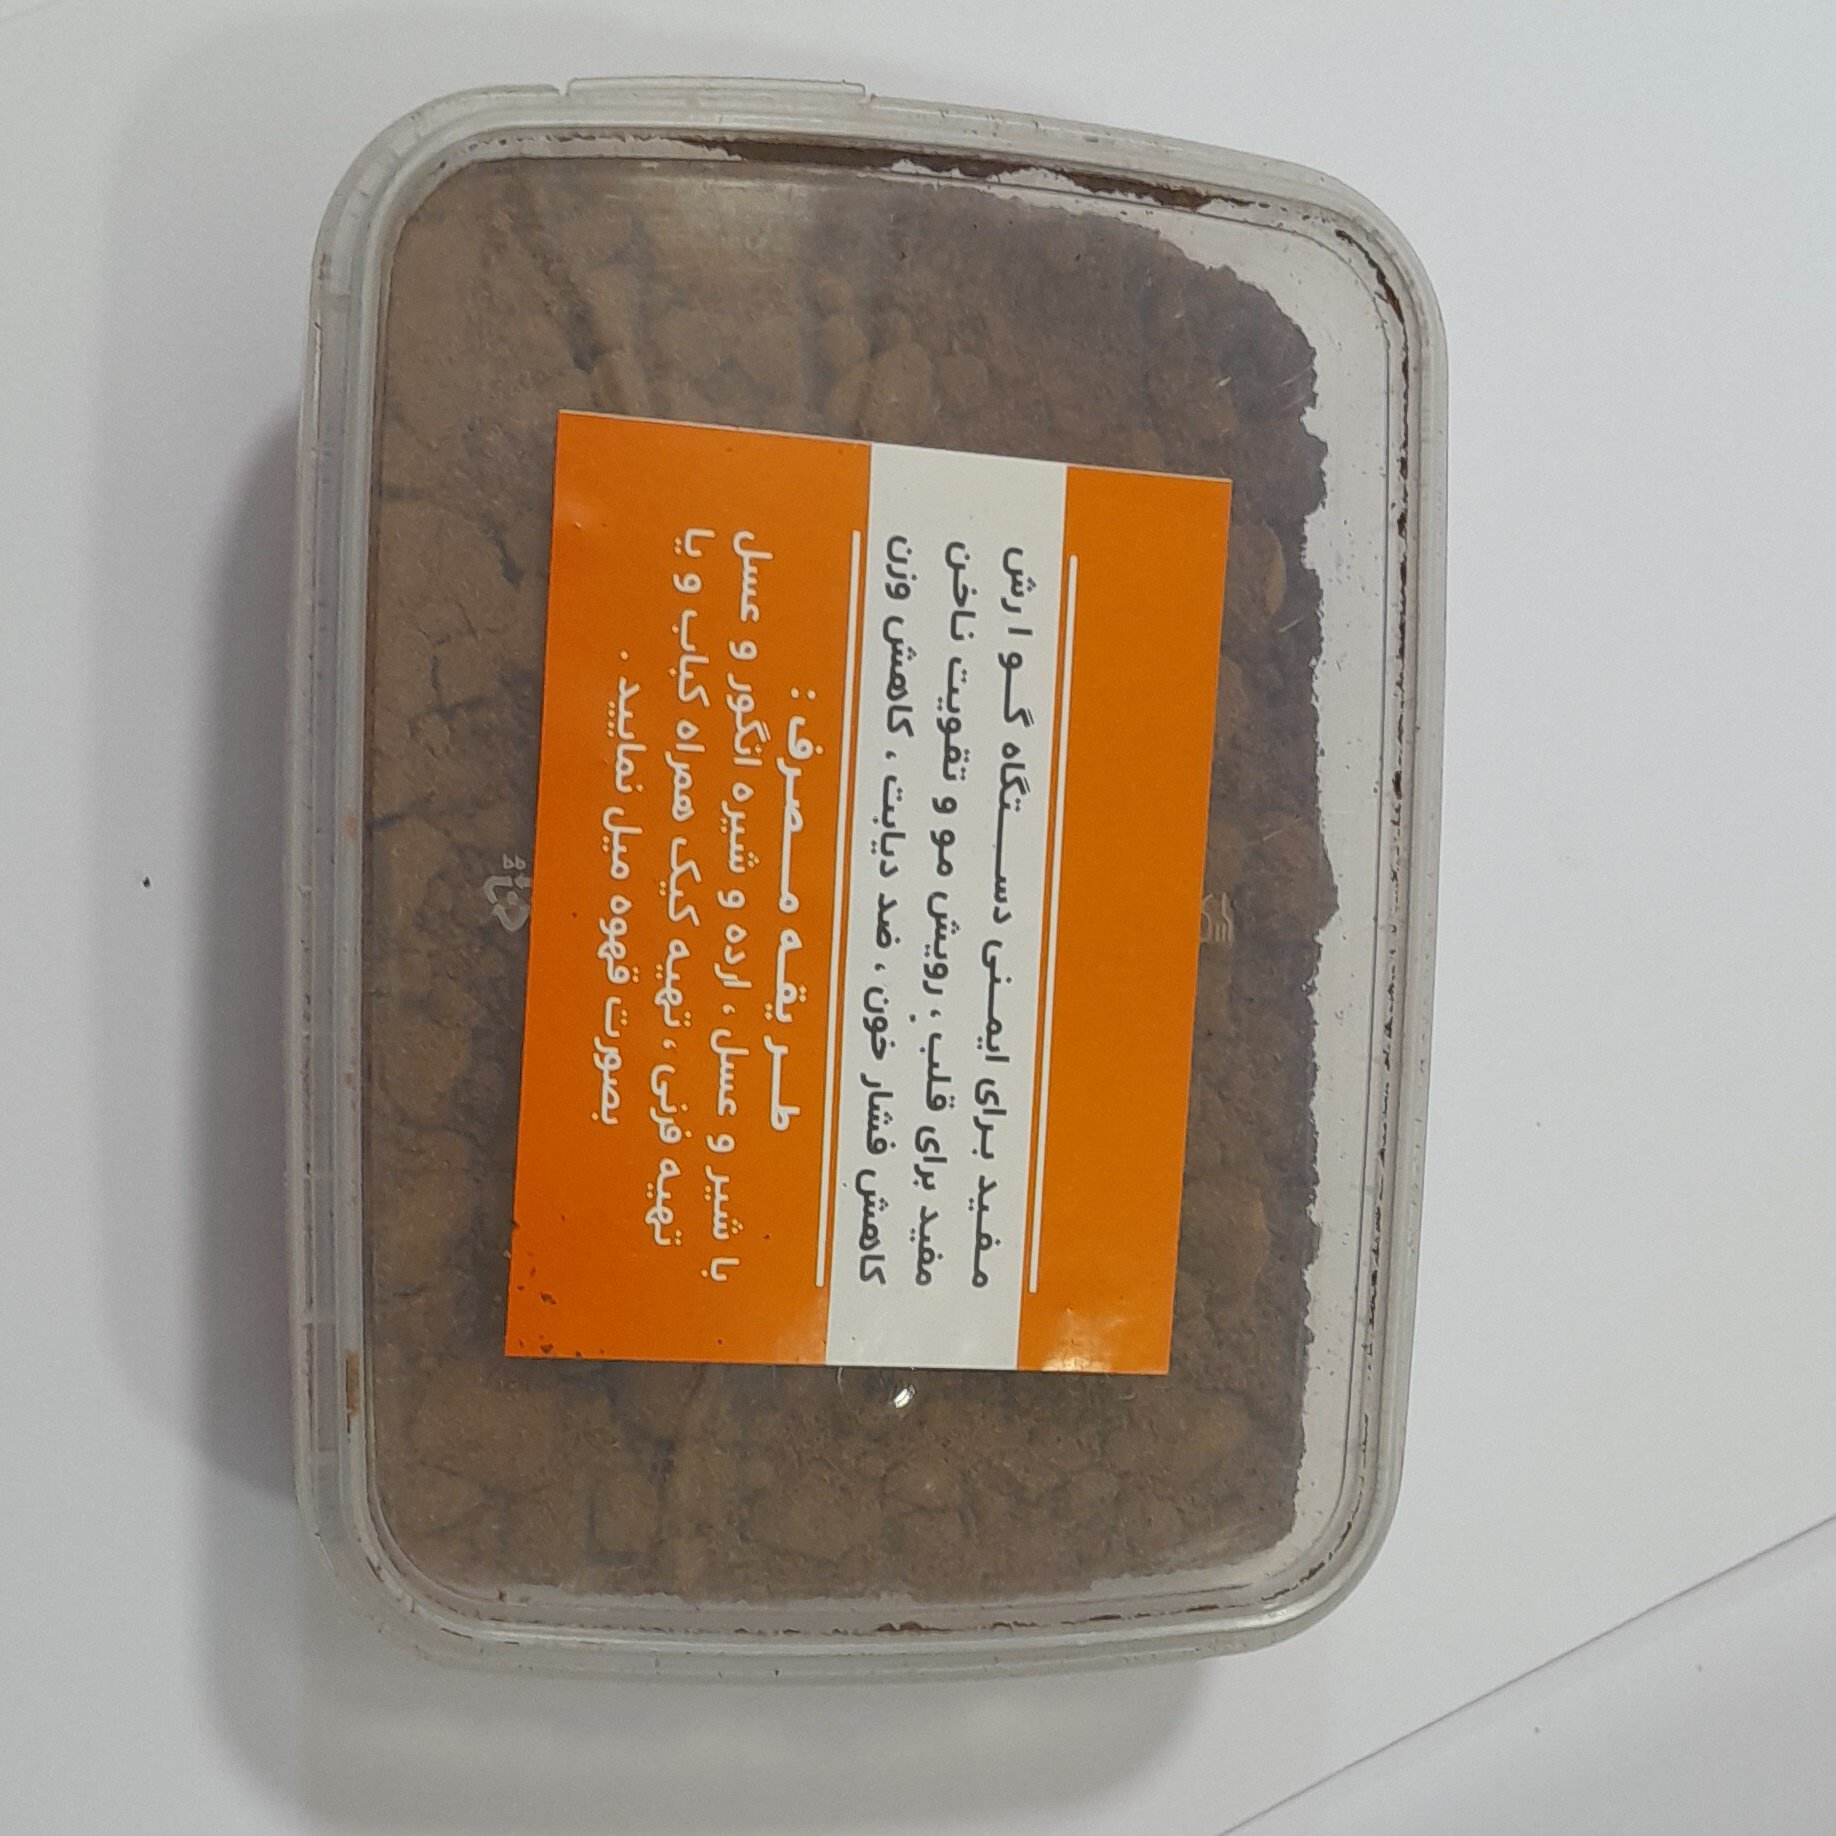 مفید برای ایمنی دستگاه گوارش
مفید برای قلب ، رویش مو و تقویت ناخن
کاهش فشار خون ، ضد دیابت ، کاهش وزن
طریقه مصرف :
با شیر و عسل ، ارده و شیره انگور و عسل
تهیه فرنی ، تهیه کیک همراه کباب و یا
بصورت قهوه میل نمایید .